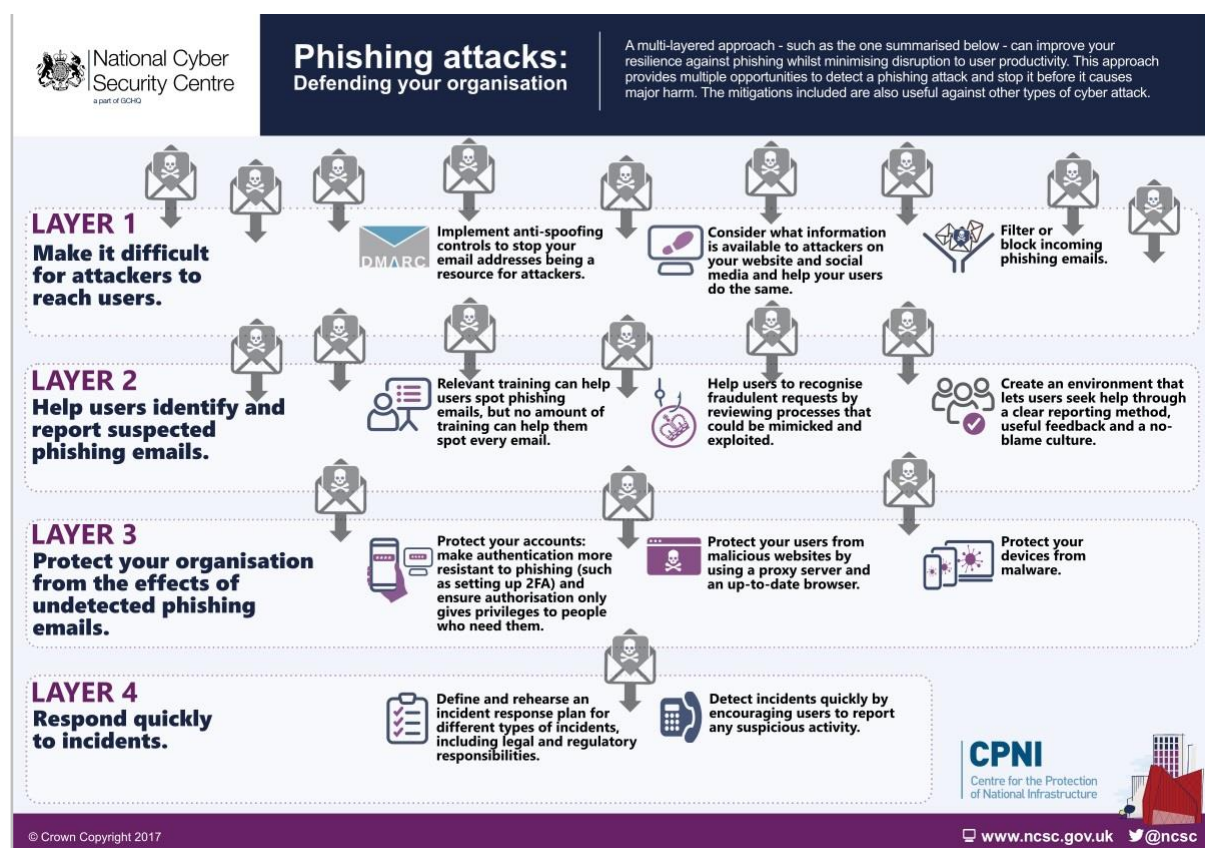 National Cyber
Security Centre
a part of GCHQ
Phishing attacks:
Defending your organisation
A multi-layered approach - such as the one summarised below - can improve your
resilience against phishing whilst minimising disruption to user productivity. This approach
provides multiple opportunities to detect a phishing attack and stop it before it causes
major harm. The mitigations included are also useful against other types of cyber attack.
LAYER 1
Make it difficult
for attackers to
reach users.
DMARC
Implement anti-spoofing
controls to stop your
email addresses being a
resource for attackers.
Consider what information
is available to attackers on
your website and social
media and help your users
do the same.
Filter or
block incoming
phishing emails.
LAYER 2
Help users identify and
report suspected
phishing emails.
Relevant training can help
users spot phishing
emails, but no amount of
training can help them
spot every email.
Help users to recognise
fraudulent requests by
reviewing processes that
could be mimicked and
exploited.
Create an environment that
lets users seek help through
a clear reporting method,
useful feedback and a no-
blame culture.
LAYER 3
Protect your organisation
from the effects of
undetected phishing
emails.
Protect your accounts:
make authentication more
resistant to phishing (such
as setting up 2FA) and
ensure authorisation only
gives privileges to people
who need them.
Protect your users from
malicious websites by
using a proxy server and
an up-to-date browser.
Protect your
devices from
malware.
LAYER 4
Respond quickly
to incidents.
Define and rehearse an
incident response plan for
different types of incidents,
including legal and regulatory
responsibilities.
Detect incidents quickly by
encouraging users to report
any suspicious activity.
CPNI
Centre for the Protection
of National Infrastructure
© Crown Copyright 2017
www.ncsc.gov.uk @ncsc